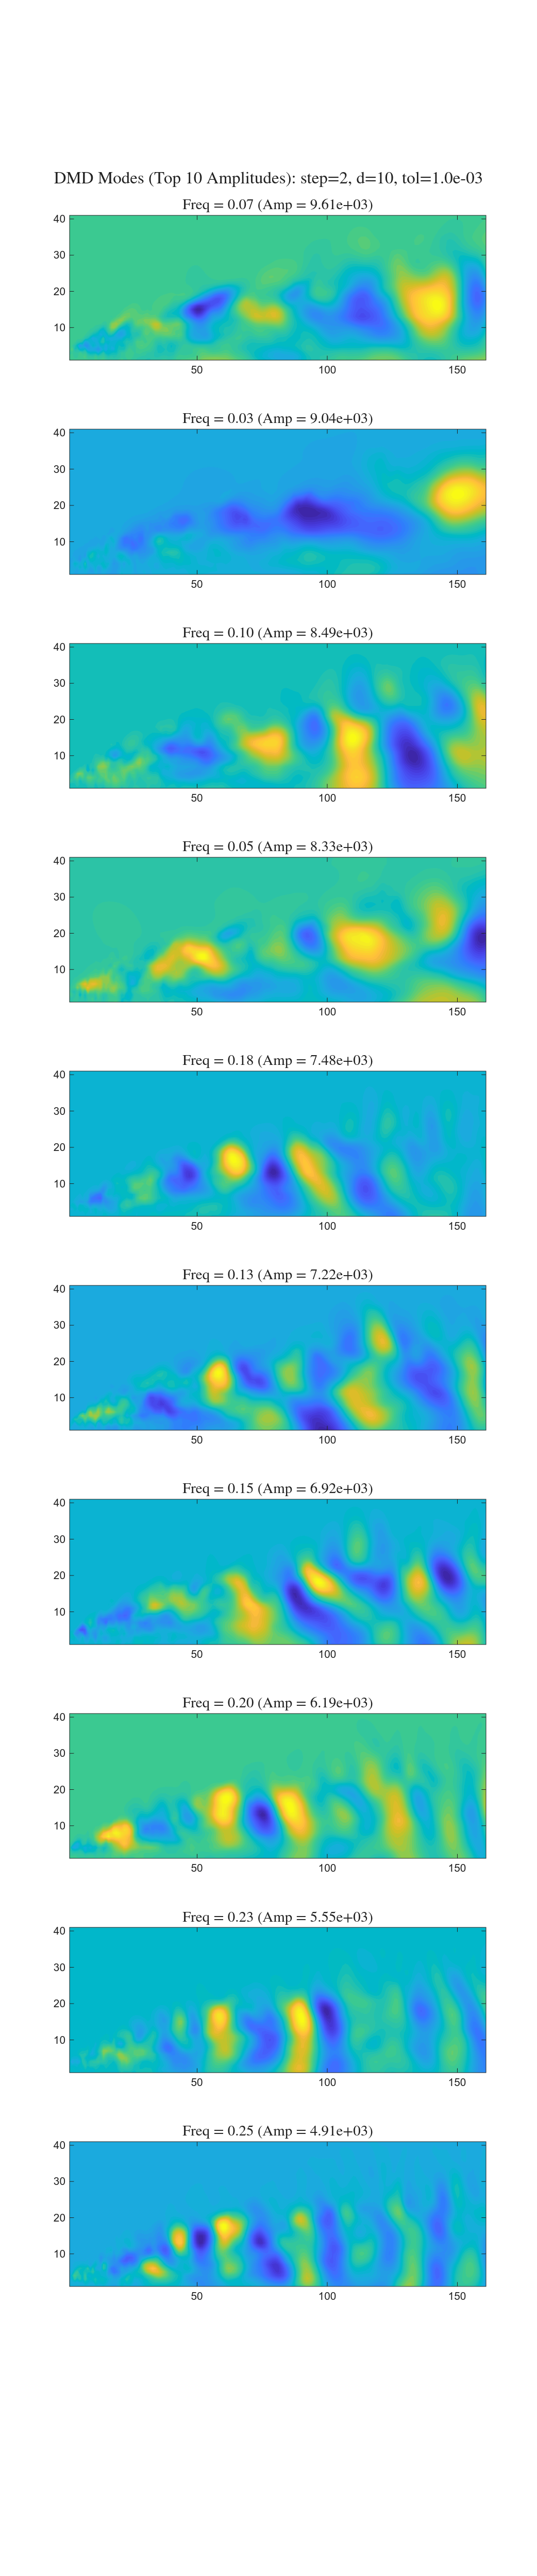 DMD Modes (Top 10 Amplitudes): step=2, d=10, tol=1.0e-03
Freq = 0.07 (Amp = 9.61e+03)
40
30
20
10
50 100 150
Freq = 0.03 (Amp = 9.04e+03)
40
30
20
10
50 100 150
Freq = 0.10 (Amp = 8.49e+03)
40
30
20
10
50 100 150
Freq = 0.05 (Amp = 8.33e+03)
40
30
20
10
50 100 150
Freq = 0.18 (Amp = 7.48e+03)
40
30
20
10
50 100 150
Freq = 0.13 (Amp = 7.22e+03)
40
30
20
10
50 100 150
Freq = 0.15 (Amp = 6.92e+03)
40
30
20
10
50 100 150
Freq = 0.20 (Amp = 6.19e+03)
40
30
20
10
50 100 150
Freq = 0.23 (Amp = 5.55e+03)
40
30
20
10
50 100 150
Freq = 0.25 (Amp = 4.91e+03)
40
30
20
10
50 100 150